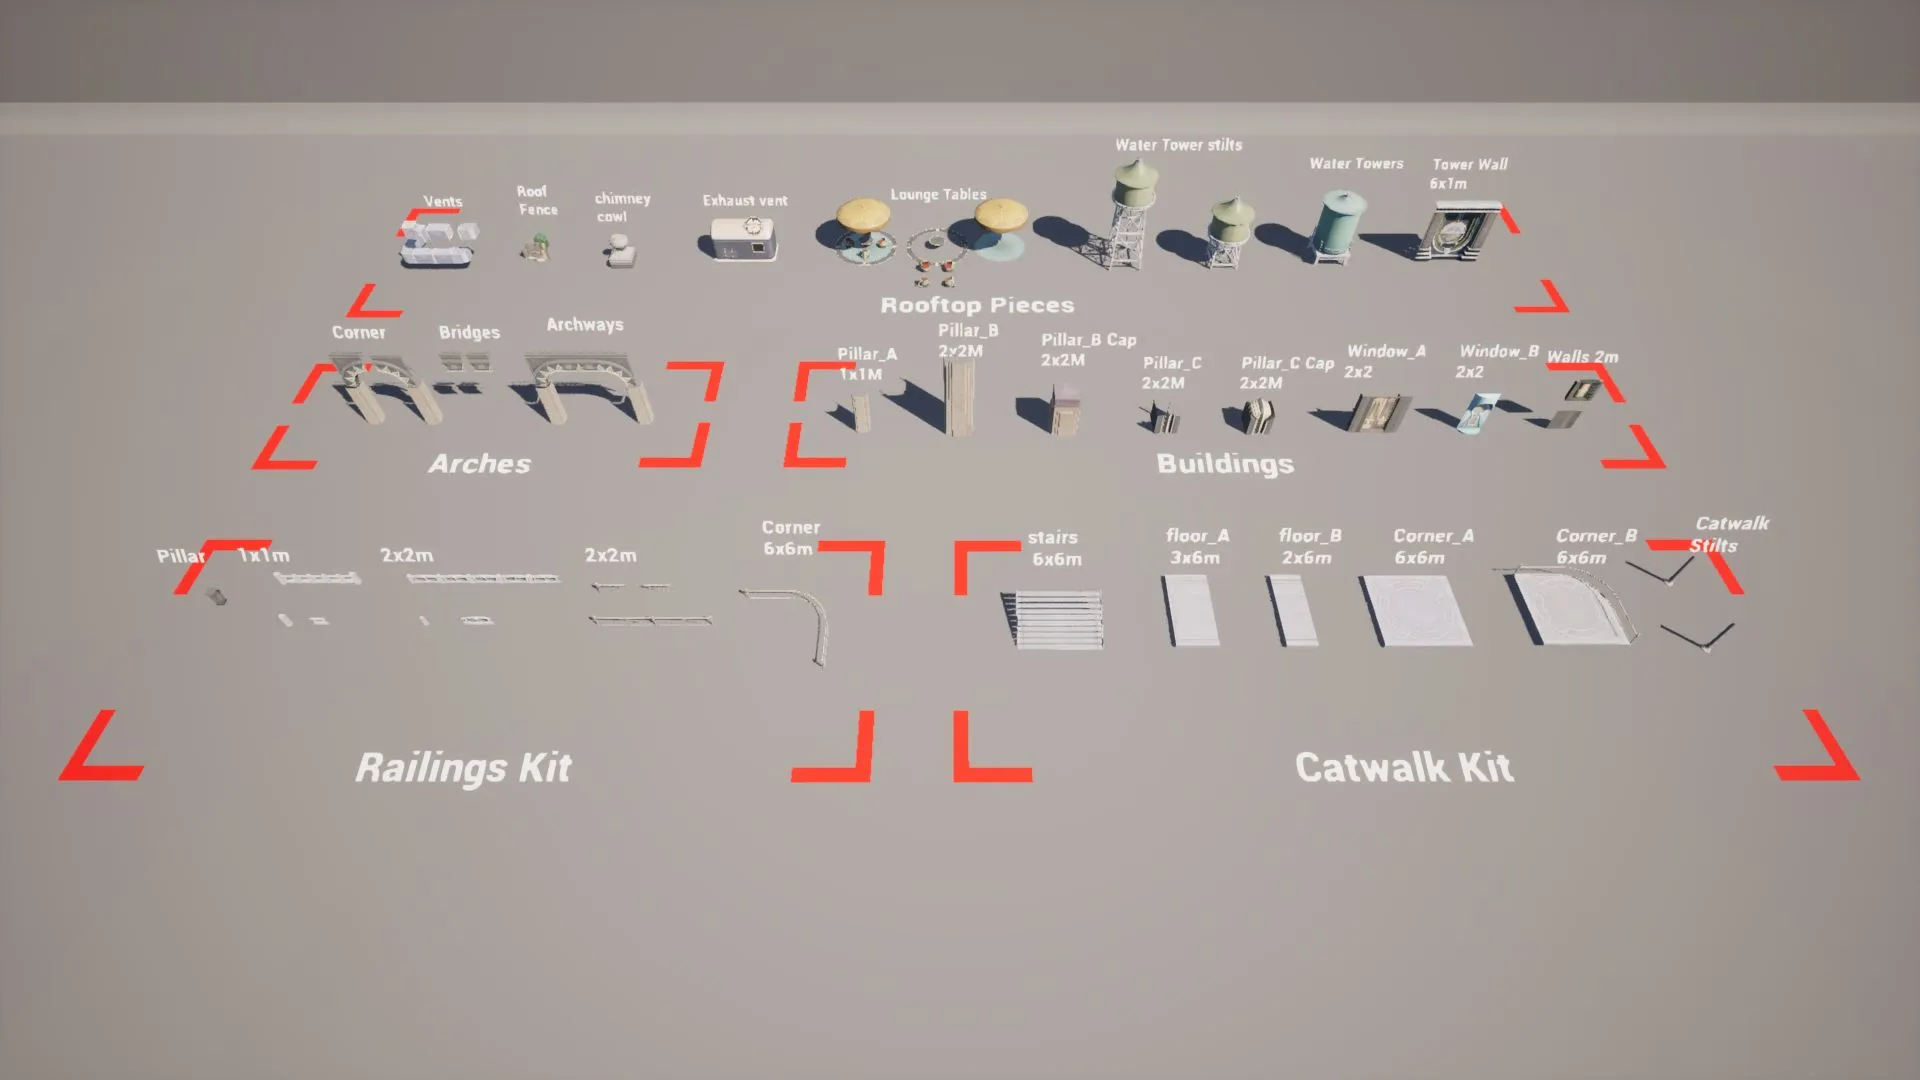 Water Tower stilts
Vents
Roof
Fence
chimney
cowl
Exhaust vent
Lounge Tables
Water Towers
Tower Wall
6x1m
Rooftop Pieces
Corner
Bridges
Archways
Arches
Pillar_A
1x1M
Pillar_B
2x2M
Pillar_B Cap
2x2M
Pillar_C
2x2M
Pillar_C Cap
2x2M
Window_A
2x2
Window_B
2x2
Walls 2m
Buildings
Pillar
1x1m
2x2m
2x2m
Corner
6x6m
Railings Kit
stairs
6x6m
floor_A
3x6m
floor_B
2x6m
Corner_A
6x6m
Corner_B
6x6m
Catwalk
Stilts
Catwalk Kit